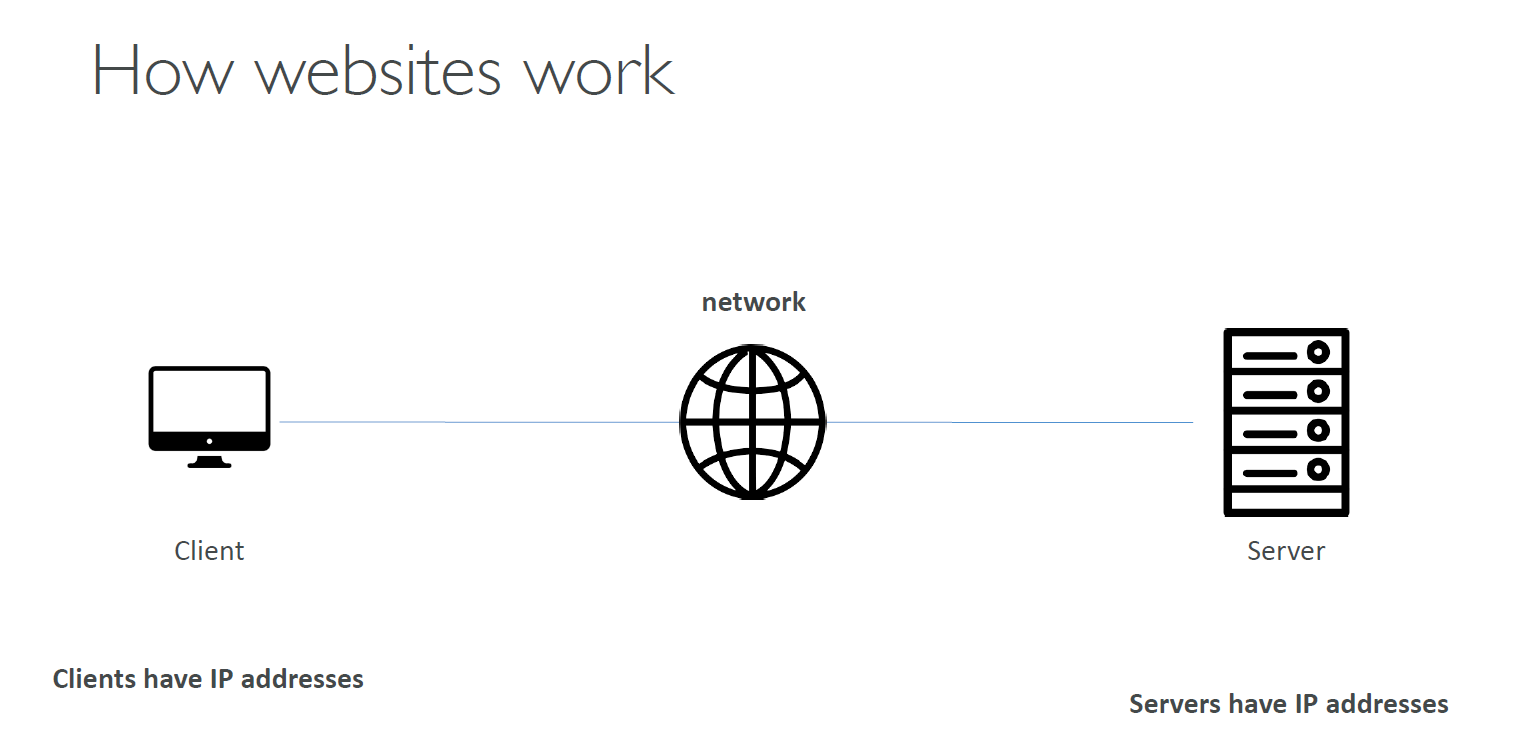 How websites work
network
Client
Server
Clients have IP addresses
Servers have IP addresses